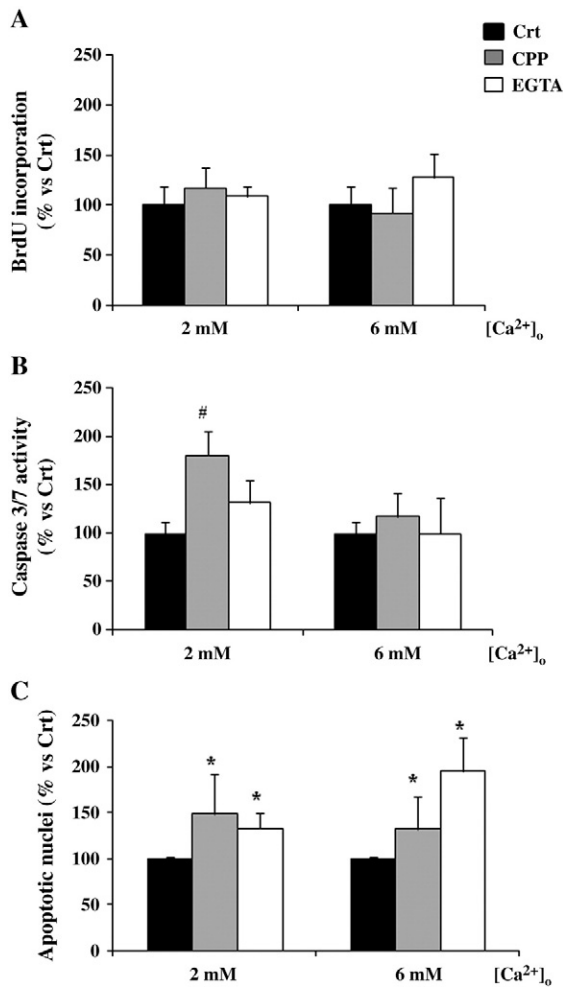 A
Crt
CPP
EGTA
BrdU incorporation
(% vs Crt)
250
200
150
100
50
0
2 mM
6 mM
[Ca²⁺]ₒ
B
Caspase 3/7 activity
(% vs Crt)
250
200
150
100
50
0
#
2 mM
6 mM
[Ca²⁺]ₒ
C
Apoptotic nuclei (% vs Crt)
250
200
150
100
50
0
*
*
*
*
2 mM
6 mM
[Ca²⁺]ₒ